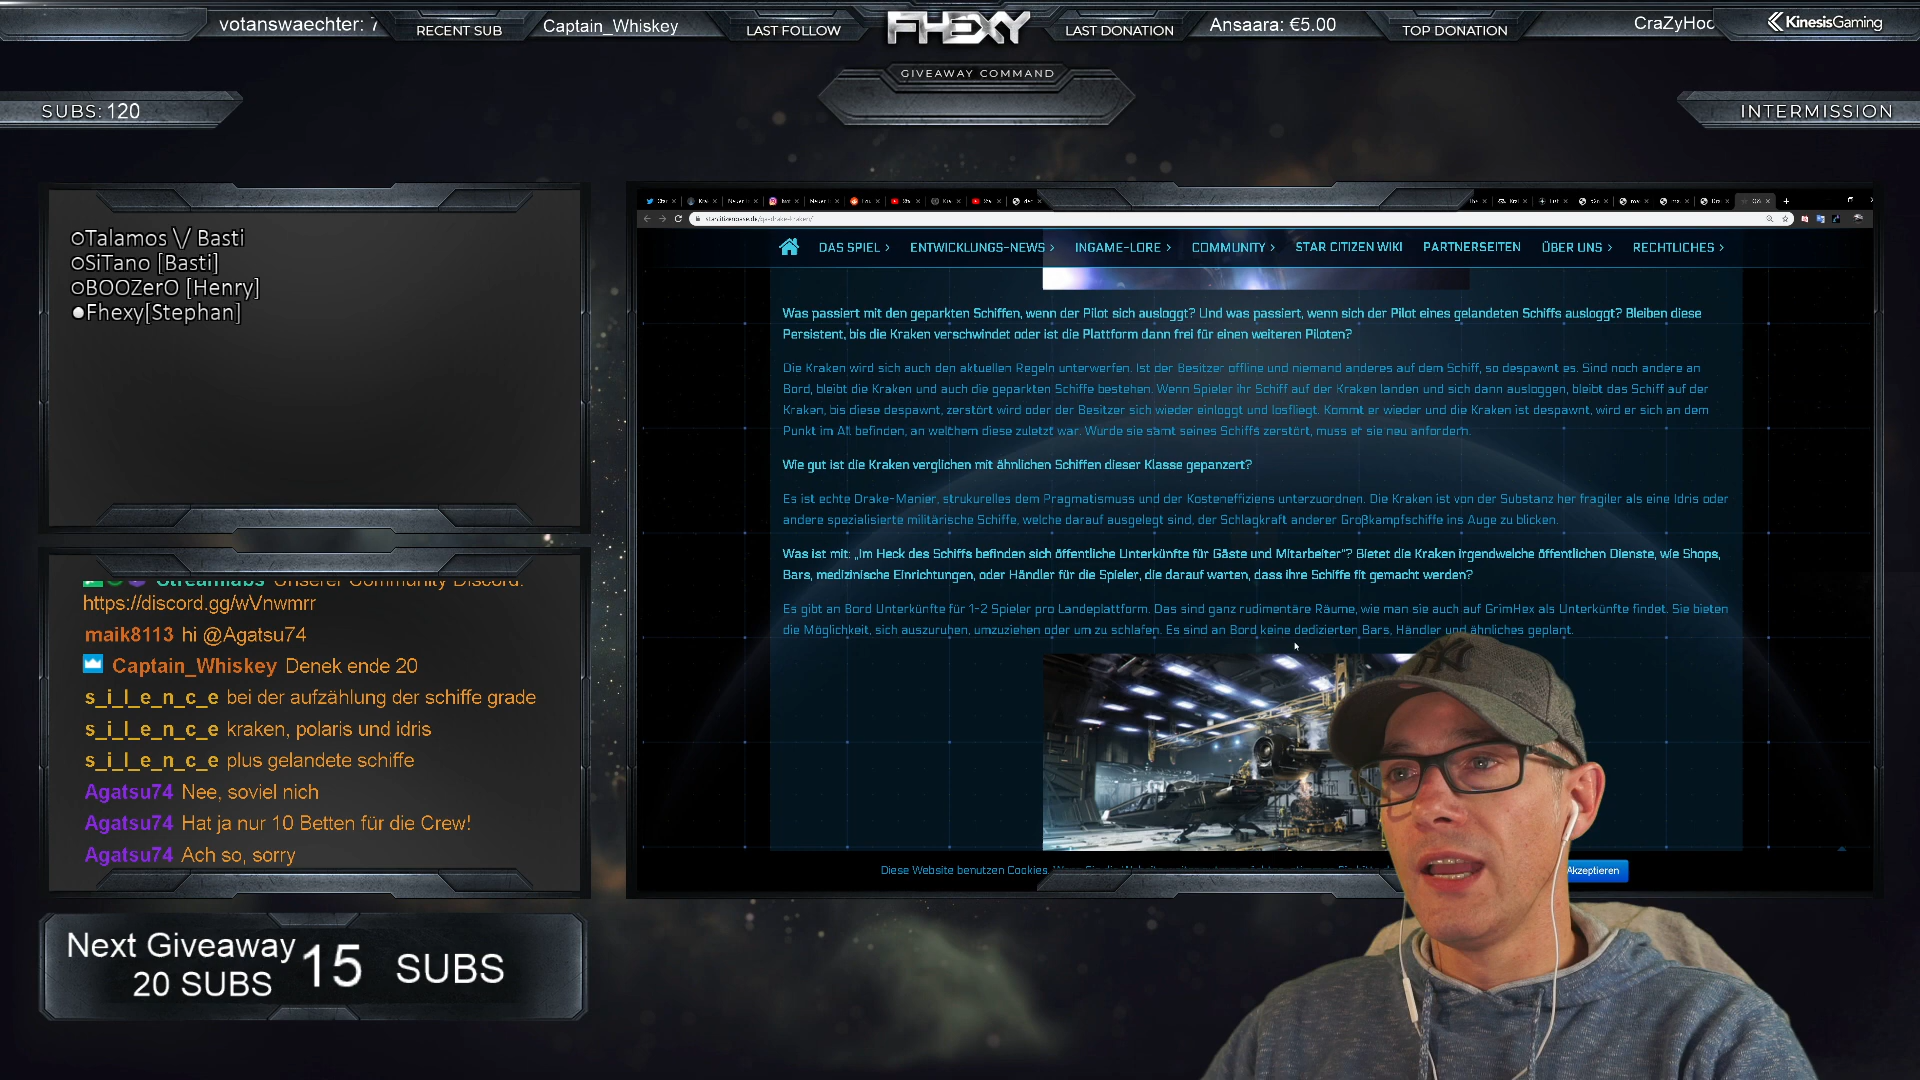 votanswaechter: 7
RECENT SUB
Captain_Whiskey
LAST FOLLOW
FHEXY
LAST DONATION
Ansaara: €5.00
TOP DONATION
CraZyHoc
KinesisGaming
GIVEAWAY COMMAND
SUBS: 120
INTERMISSION
Talamos \/ Basti
SiTano [Basti]
BOOZerO [Henry]
Fhexy[Stephan]
DAS SPIEL
ENTWICKLUNGS-NEWS
INGAME-LORE
COMMUNITY
STAR CITIZEN WIKI
PARTNERSEITEN
ÜBER UNS
RECHTLICHES
Was passiert mit den geparkten Schiffen, wenn der Pilot sich ausloggt? Und was passiert, wenn sich der Pilot eines gelandeten Schiffs ausloggt? Bleiben diese
Persistent, bis die Kraken verschwindet oder ist die Plattform dann frei für einen weiteren Piloten?
Die Kraken wird sich auch den aktuellen Regeln unterwerfen. Ist der Besitzer offline und niemand anderes auf dem Schiff, so despawnt es. Sind noch andere an
Bord, bleibt die Kraken und auch die geparkten Schiffe bestehen. Wenn Spieler ihr Schiff auf der Kraken landen und sich dann ausloggen, bleibt das Schiff auf der
Kraken, bis diese despawnt, zerstört wird oder der Besitzer sich wieder einloggt und losfliegt. Kommt er wieder und die Kraken ist despawnt, wird er sich an dem
Punkt im All befinden, an welchem diese zuletzt war. Wurde sie samt seines Schiffs zerstört, muss er sie neu anfordern.
Wie gut ist die Kraken verglichen mit ähnlichen Schiffen dieser Klasse gepanzert?
Es ist echte Drake-Manier, strukurelles dem Pragmatismuss und der Kosteneffiziens unterzuordnen. Die Kraken ist von der Substanz her fragiler als eine Idris oder
andere spezialisierte militärische Schiffe, welche darauf ausgelegt sind, der Schlagkraft anderer Großkampfschiffe ins Auge zu blicken.
Was ist mit: „Im Heck des Schiffs befinden sich öffentliche Unterkünfte für Gäste und Mitarbeiter"? Bietet die Kraken irgendwelche öffentlichen Dienste, wie Shops,
Bars, medizinische Einrichtungen, oder Händler für die Spieler, die darauf warten, dass ihre Schiffe fit gemacht werden?
Es gibt an Bord Unterkünfte für 1-2 Spieler pro Landeplattform. Das sind ganz rudimentäre Räume, wie man sie auch auf GrimHex als Unterkünfte findet. Sie bieten
die Möglichkeit, sich auszuruhen, umzuziehen oder um zu schlafen. Es sind an Bord keine dedizierten Bars, Händler und ähnliches geplant.
Diese Website benutzen Cookies.
Akzeptieren
Streamlabs Unserer Community Discord:
https://discord.gg/wVnwmrr
maik8113 hi @Agatsu74
Captain_Whiskey Denek ende 20
s_i_l_e_n_c_e bei der aufzählung der schiffe grade
s_i_l_e_n_c_e kraken, polaris und idris
s_i_l_e_n_c_e plus gelandete schiffe
Agatsu74 Nee, soviel nich
Agatsu74 Hat ja nur 10 Betten für die Crew!
Agatsu74 Ach so, sorry
Next Giveaway
20 SUBS
15 SUBS